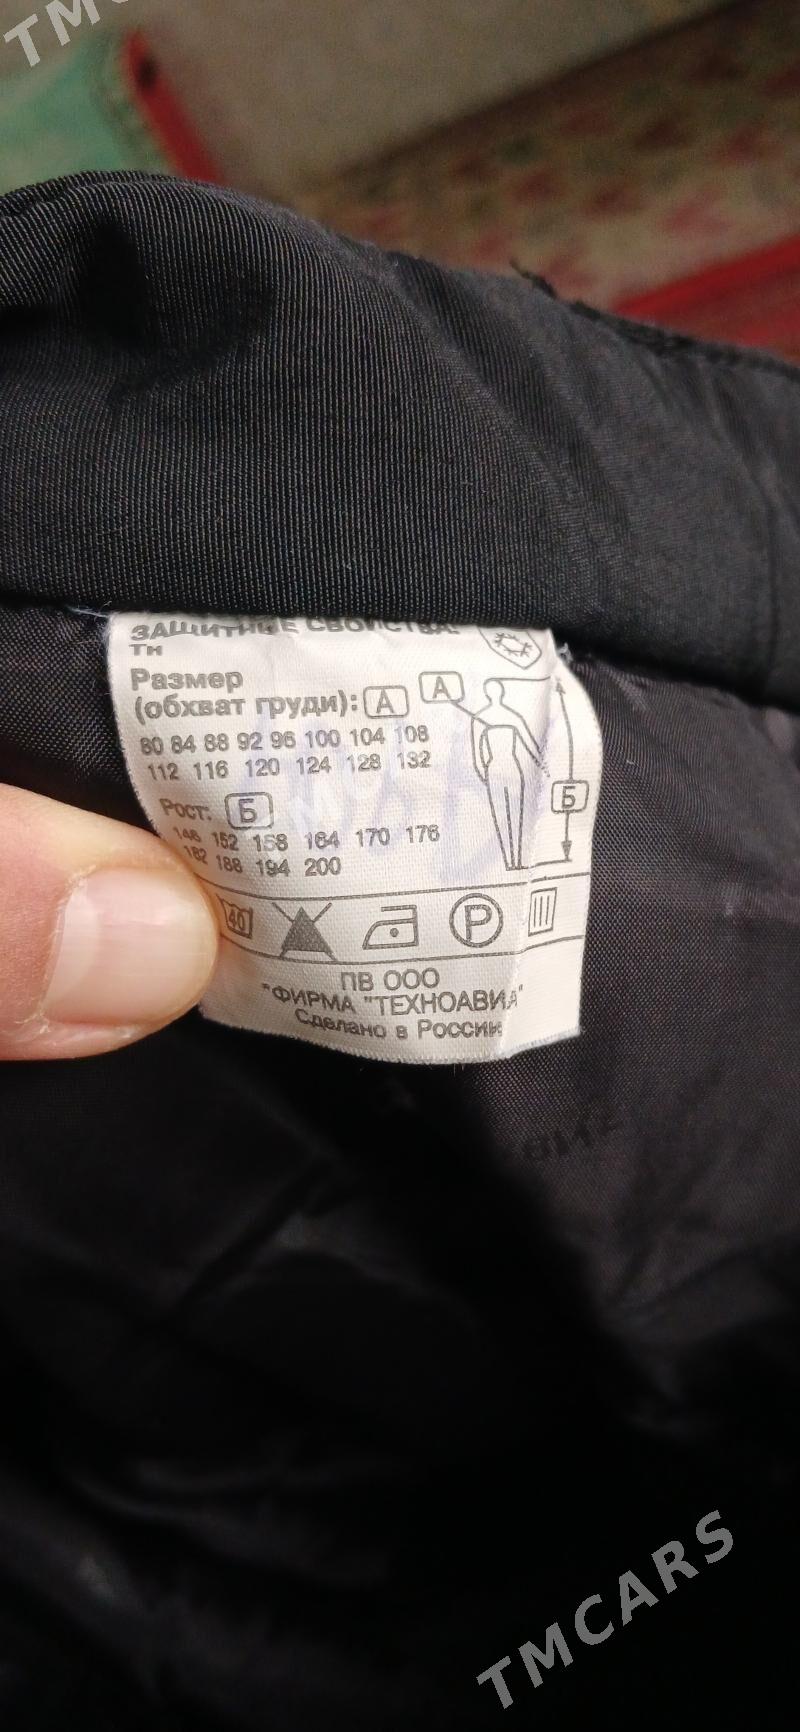 ЗАЩИТНЫЕ СВОЙСТВА:
Тн
Размер
(обхват груди): А
А
80 84 88 92 96 100 104 108
112 116 120 124 128 132
Рост: Б
Б
146 152 158 164 170 176
182 188 194 200
40
P
ПВ ООО
"ФИРМА "ТЕХНОАВИА"
Сделано в России
TMCARS